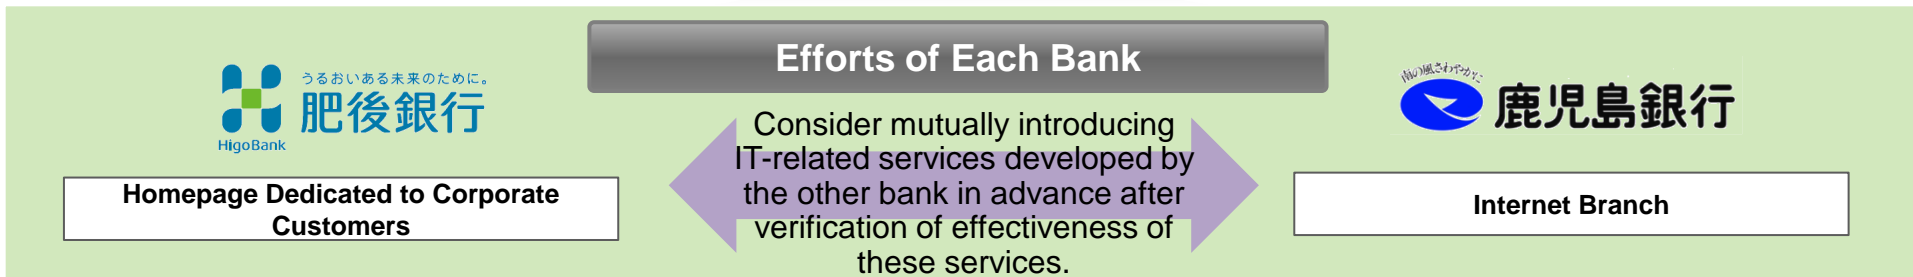 Efforts of Each Bank
うるおいある未来のために。
肥後銀行
HigoBank
Homepage Dedicated to Corporate
Customers
Consider mutually introducing
IT-related services developed by
the other bank in advance after
verification of effectiveness of
these services.
南の風さわやかに
鹿児島銀行
Internet Branch